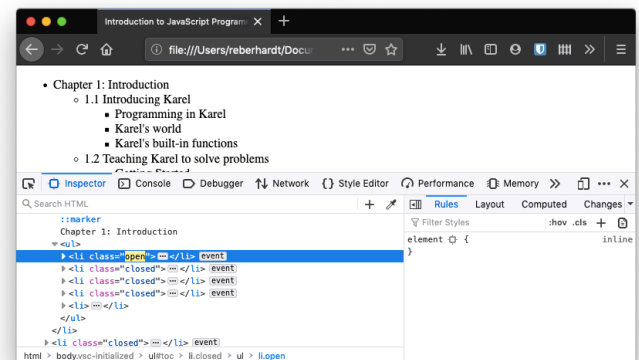 Introduction to JavaScript Programm
file:///Users/reberhardt/Docu
Chapter 1: Introduction
1.1 Introducing Karel
Programming in Karel
Karel's world
Karel's built-in functions
1.2 Teaching Karel to solve problems
Getting Started
Inspector Console Debugger Network {} Style Editor Performance Memory
Search HTML
Rules Layout Computed Changes
Filter Styles :hov .cls
::marker
Chapter 1: Introduction
<ul>
<li class="open"> </li> event
<li class="closed"> </li> event
<li class="closed"> </li> event
<li class="closed"> </li> event
<li> </li>
</ul>
</li>
<li class="closed"> </li> event
element { inline
}
html > body.vsc-initialized > ul#toc > li.closed > ul > li.open